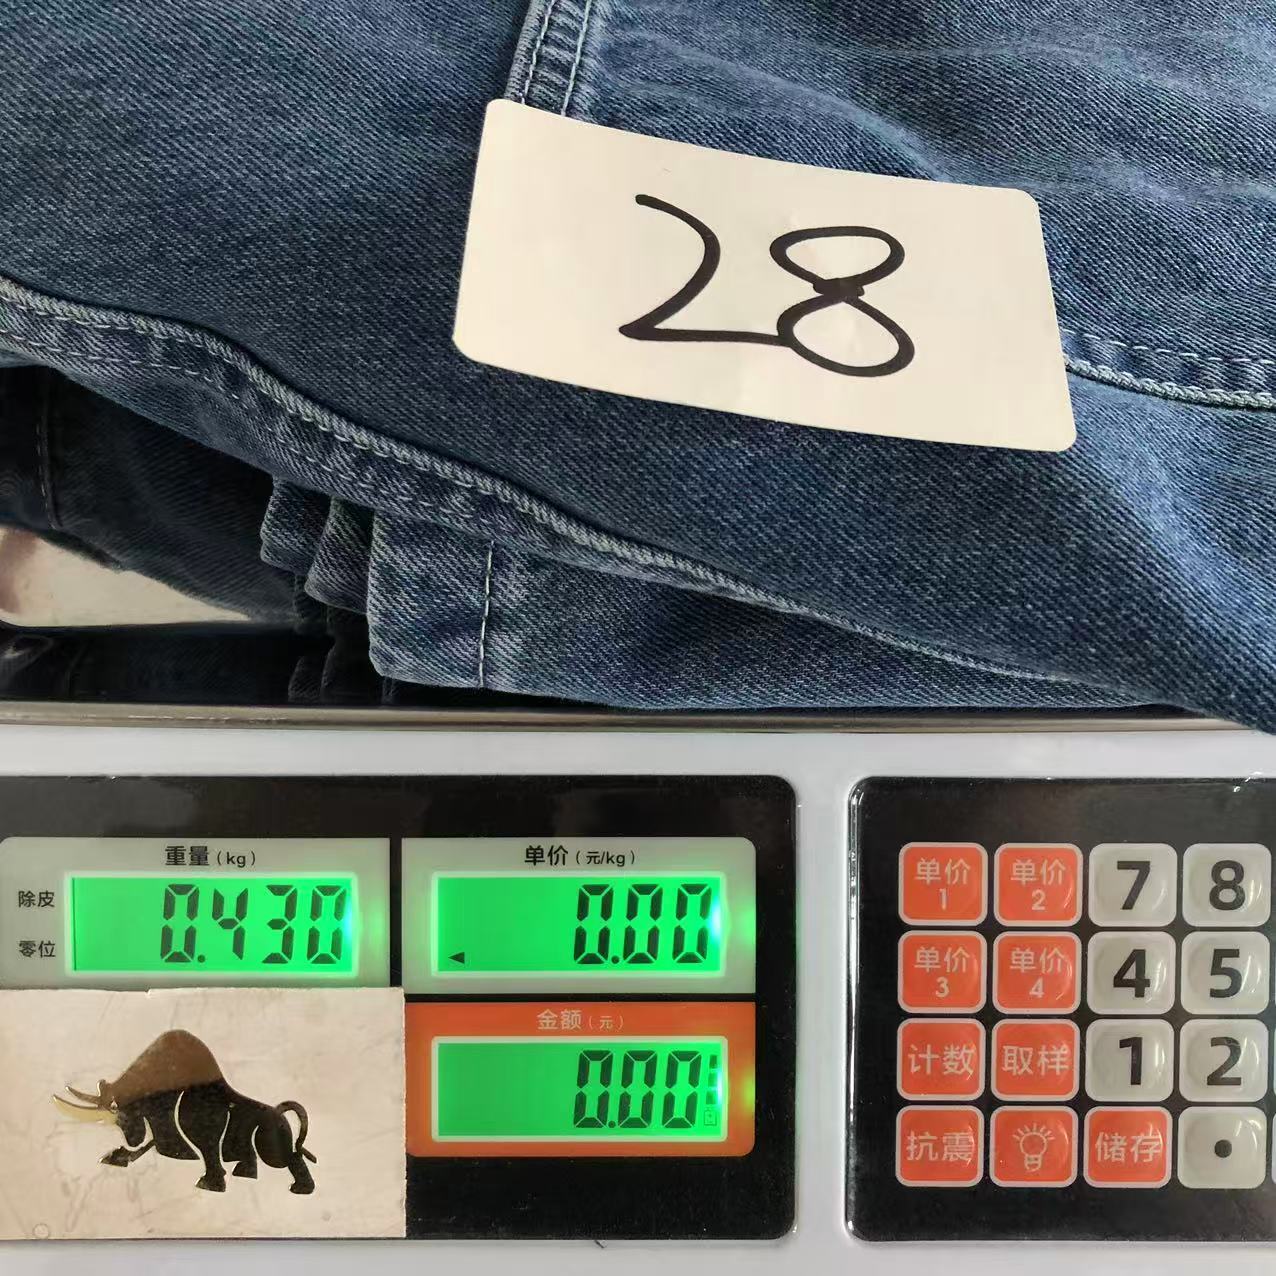 28
重量(kg)
单价(元/kg)
除皮
零位
0.430
0.00
金额(元)
0.00
单价1
单价2
7
8
单价3
单价4
4
5
计数
取样
1
2
抗震
储存
.